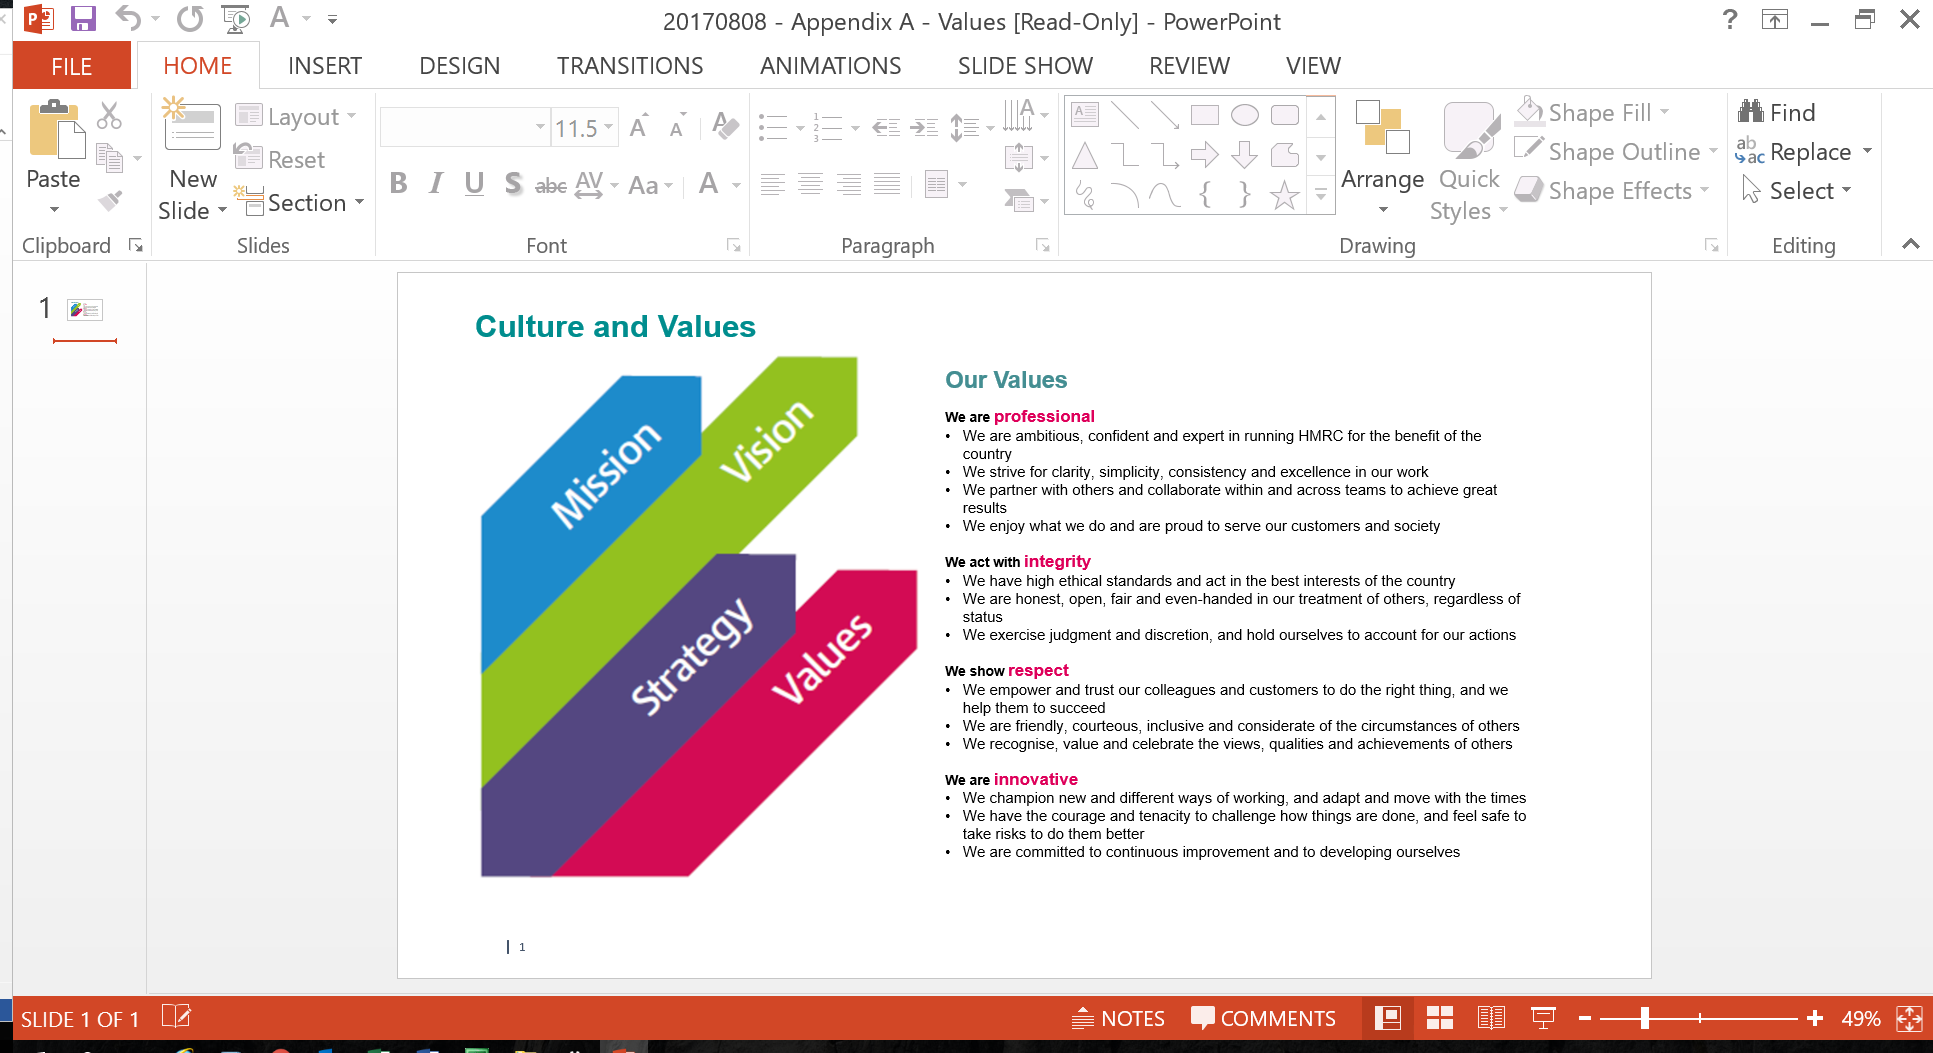 20170808 - Appendix A - Values [Read-Only] - PowerPoint
FILE HOME INSERT DESIGN TRANSITIONS ANIMATIONS SLIDE SHOW REVIEW VIEW
Paste
Clipboard
New
Slide
Layout
Reset
Section
Slides
11.5
B I U S abc AV Aa A
Font
Paragraph
Arrange
Quick
Styles
Shape Fill
Shape Outline
Shape Effects
Drawing
Find
Replace
Select
Editing
1
Culture and Values
Mission
Vision
Strategy
Values
Our Values
We are professional
• We are ambitious, confident and expert in running HMRC for the benefit of the
country
• We strive for clarity, simplicity, consistency and excellence in our work
• We partner with others and collaborate within and across teams to achieve great
results
• We enjoy what we do and are proud to serve our customers and society
We act with integrity
• We have high ethical standards and act in the best interests of the country
• We are honest, open, fair and even-handed in our treatment of others, regardless of
status
• We exercise judgment and discretion, and hold ourselves to account for our actions
We show respect
• We empower and trust our colleagues and customers to do the right thing, and we
help them to succeed
• We are friendly, courteous, inclusive and considerate of the circumstances of others
• We recognise, value and celebrate the views, qualities and achievements of others
We are innovative
• We champion new and different ways of working, and adapt and move with the times
• We have the courage and tenacity to challenge how things are done, and feel safe to
take risks to do them better
• We are committed to continuous improvement and to developing ourselves
| 1
SLIDE 1 OF 1 NOTES COMMENTS 49%